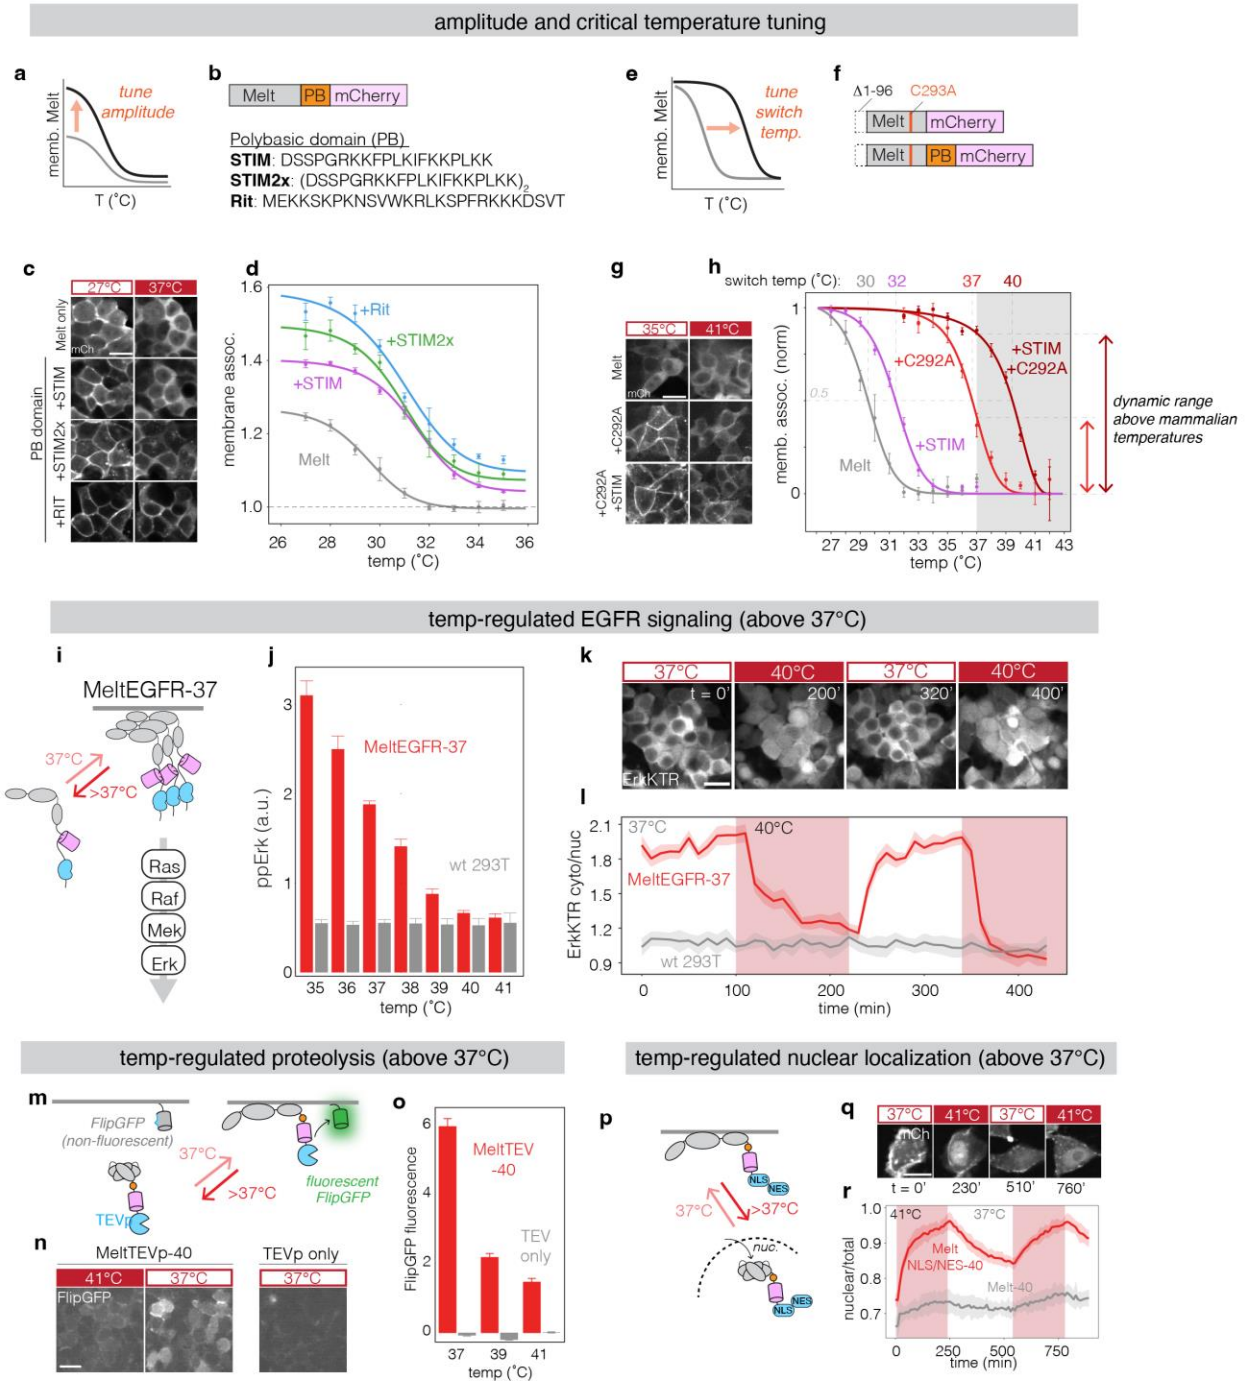 amplitude and critical temperature tuning
a
memb. Melt
tune
amplitude
T (˚C)
b
Melt
PB
mCherry
Polybasic domain (PB)
STIM: DSSPGRKKFPLKIFKKPLKK
STIM2x: (DSSPGRKKFPLKIFKKPLKK)2
Rit: MEKKSKPKNSVWKRLKSPFRKKKDSVT
e
memb. Melt
tune
switch
temp.
T (˚C)
f
Δ1-96
C293A
Melt
mCherry
Melt
PB
mCherry
c
27°C
37°C
Melt only
mCh
PB domain
+STIM
+STIM2x
+RIT
d
membrane assoc.
1.6
1.4
1.2
1.0
+Rit
+STIM2x
+STIM
Melt
26
28
30
32
34
36
temp (˚C)
g
35°C
41°C
Melt
mCh
+C292A
+C292A
+STIM
h
switch temp (˚C):
30
32
37
40
memb. assoc. (norm)
1
0.5
0
+C292A
+STIM
+C292A
+STIM
Melt
dynamic range
above mammalian
temperatures
27
29
31
33
35
37
39
41
43
temp (˚C)
temp-regulated EGFR signaling (above 37°C)
i
MeltEGFR-37
37°C
>37°C
Ras
Raf
Mek
Erk
j
ppErk (a.u.)
3
2
1
0
MeltEGFR-37
wt 293T
35
36
37
38
39
40
41
temp (˚C)
k
37°C
40°C
37°C
40°C
t = 0'
200'
320'
400'
ErkKTR
l
ErkKTR cyto/nuc
2.1
1.8
1.5
1.2
0.9
37°C
40°C
MeltEGFR-37
wt 293T
0
100
200
300
400
time (min)
temp-regulated proteolysis (above 37°C)
m
FlipGFP
(non-fluorescent)
37°C
>37°C
TEVp
fluorescent
FlipGFP
n
MeltTEVp-40
TEVp only
41°C
37°C
37°C
FlipGFP
o
FlipGFP fluorescence
6
4
2
0
MeltTEV
-40
TEV
only
37
39
41
temp (˚C)
temp-regulated nuclear localization (above 37°C)
p
NLS
NES
37°C
>37°C
nuc.
NLS
NES
q
37°C
41°C
37°C
41°C
mCh
t = 0'
230'
510'
760'
r
nuclear/total
1.0
0.9
0.8
0.7
41°C
37°C
Melt
NLS/NES-40
Melt-40
0
250
500
750
time (min)